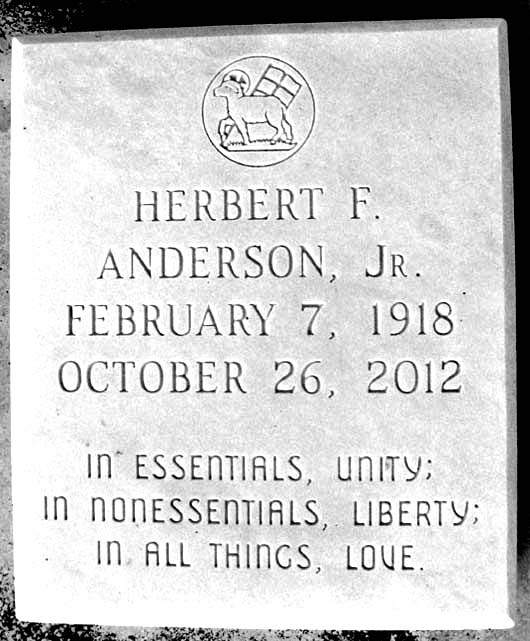 HERBERT F.
ANDERSON, JR.
FEBRUARY 7, 1918
OCTOBER 26, 2012
IN ESSENTIALS, UNITY;
IN NONESSENTIALS, LIBERTY;
IN ALL THINGS, LOVE.